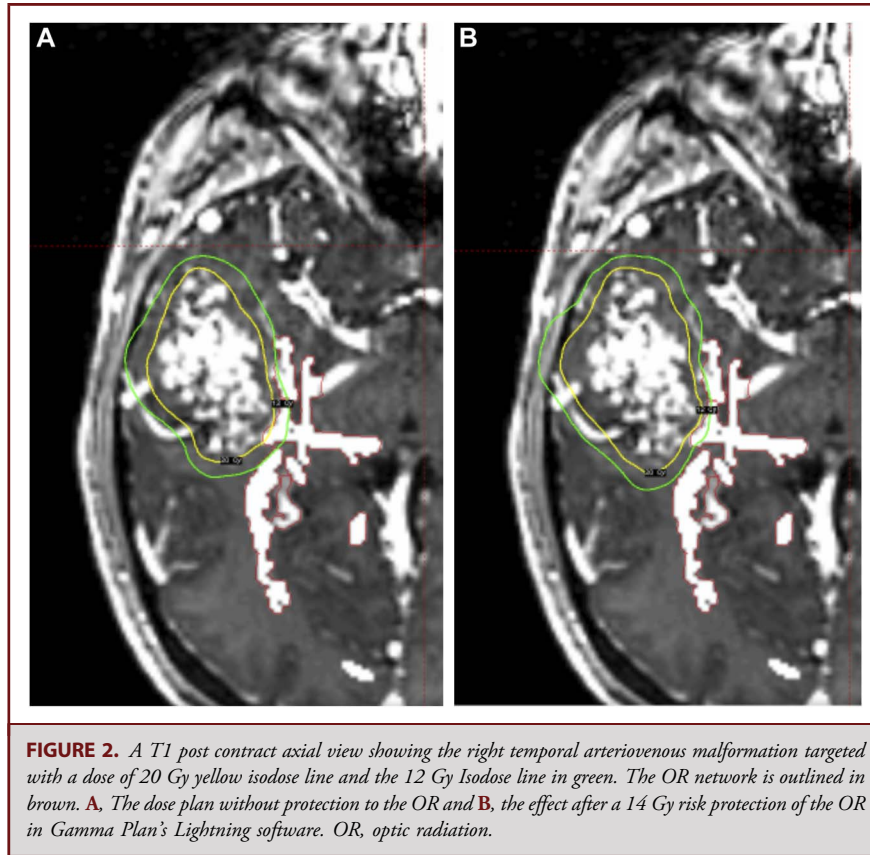 A
B
12 Gy
12 Gy
20 Gy
20 Gy
FIGURE 2. A T1 post contract axial view showing the right temporal arteriovenous malformation targeted
with a dose of 20 Gy yellow isodose line and the 12 Gy Isodose line in green. The OR network is outlined in
brown. A, The dose plan without protection to the OR and B, the effect after a 14 Gy risk protection of the OR
in Gamma Plan's Lightning software. OR, optic radiation.